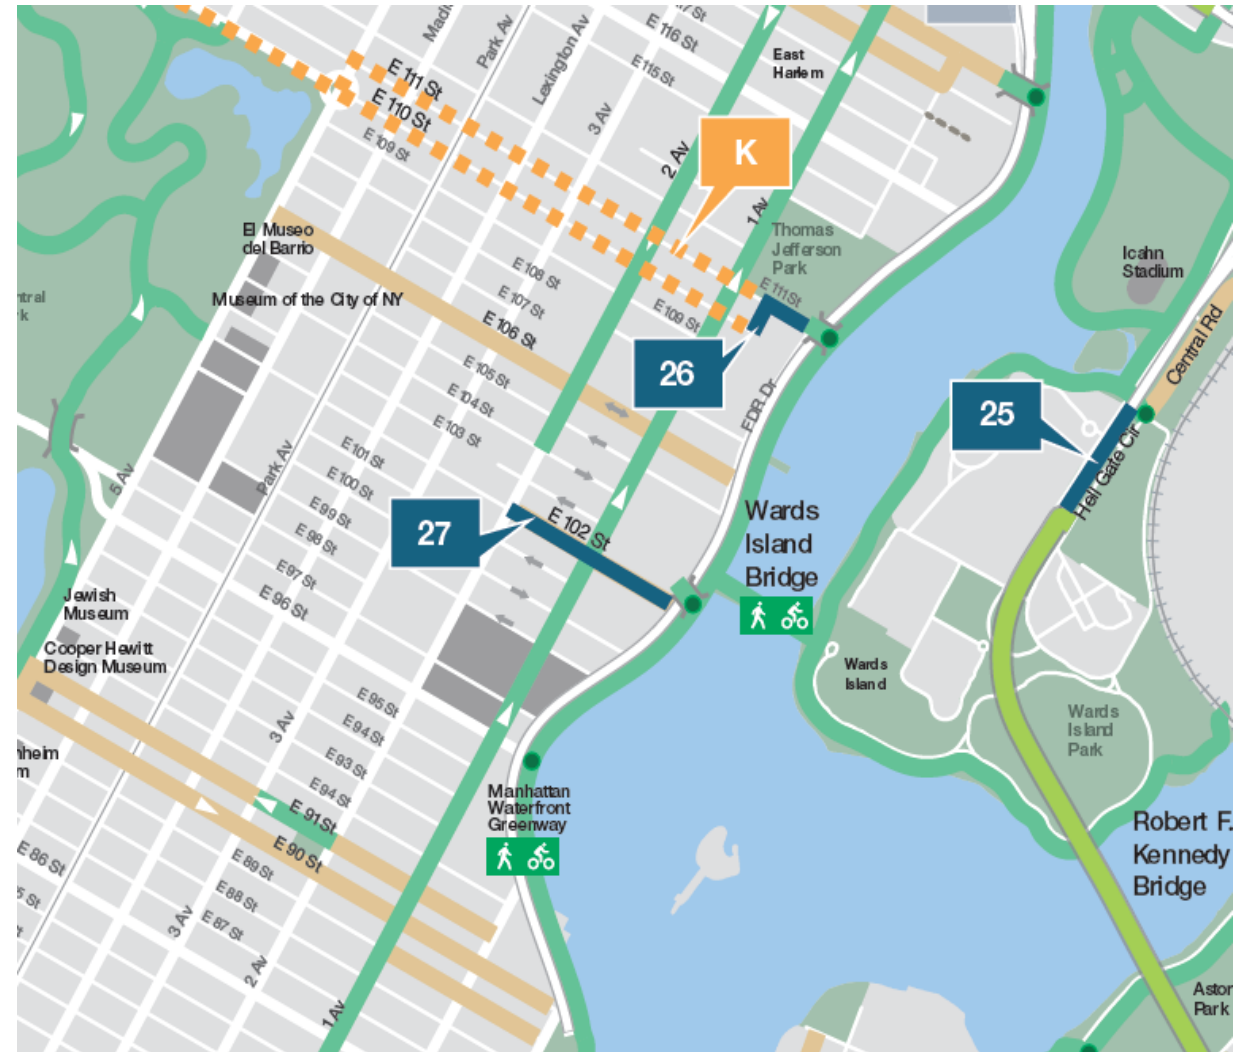 E 116 St
E 115 St
East
Harlem
Park Av
Lexington Av
3 Av
E 111 St
E 110 St
E 109 St
2 Av
K
1 Av
Thomas
Jefferson
Park
E 111 St
El Museo
del Barrio
Museum of the City of NY
E 108 St
E 107 St
E 106 St
E 109 St
Icahn
Stadium
Central Rd
26
25
Hell Gate Cir
FDR Dr
E 105 St
E 104 St
E 103 St
E 101 St
E 100 St
E 99 St
E 98 St
E 97 St
E 96 St
5 Av
Park Av
27
E 102 St
Wards
Island
Bridge
Jewish
Museum
Cooper Hewitt
Design Museum
Wards
Island
Wards
Island
Park
E 95 St
E 94 St
E 93 St
E 94 St
E 91 St
E 90 St
3 Av
nheim
m
Manhattan
Waterfront
Greenway
Robert F.
Kennedy
Bridge
E 86 St
E 89 St
E 88 St
E 87 St
3 Av
2 Av
1 Av
Astor
Park